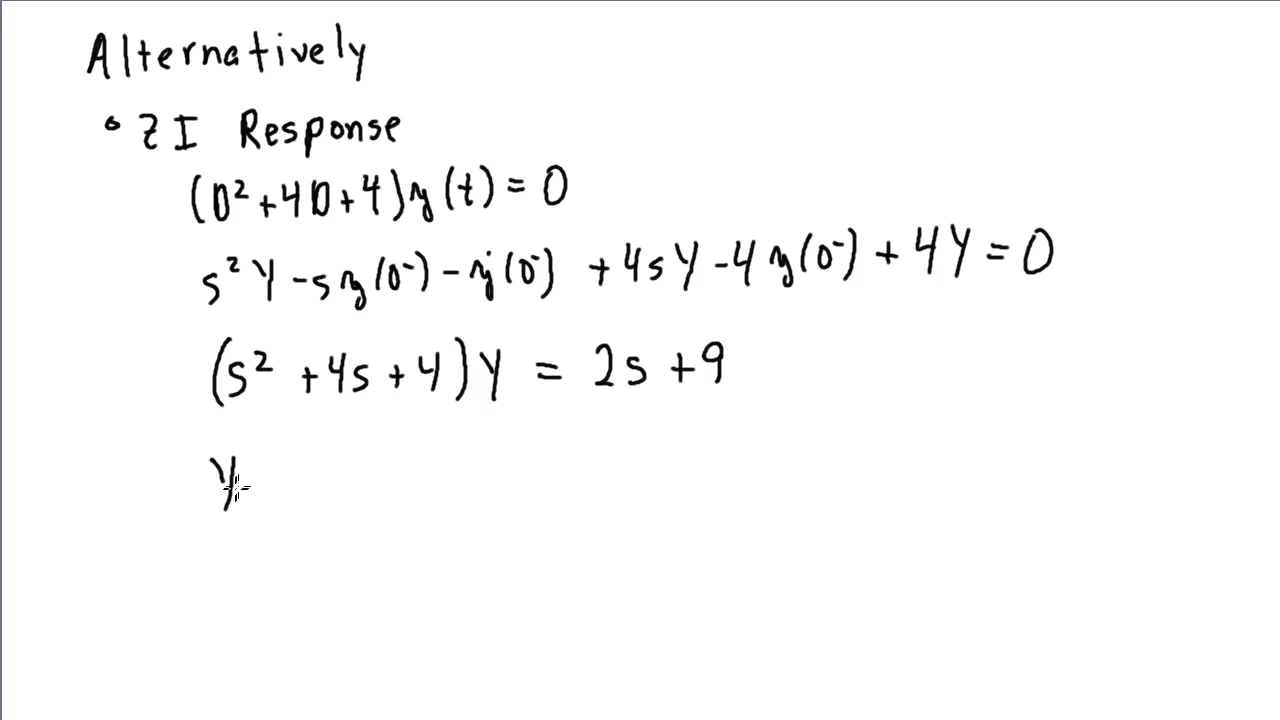 Alternatively
• ZI Response
(D² + 4D + 4) y(t) = 0
s²Y - s y(0⁻) - ẏ(0⁻) + 4sY - 4 y(0⁻) + 4Y = 0
(s² + 4s + 4) Y = 2s + 9
Y